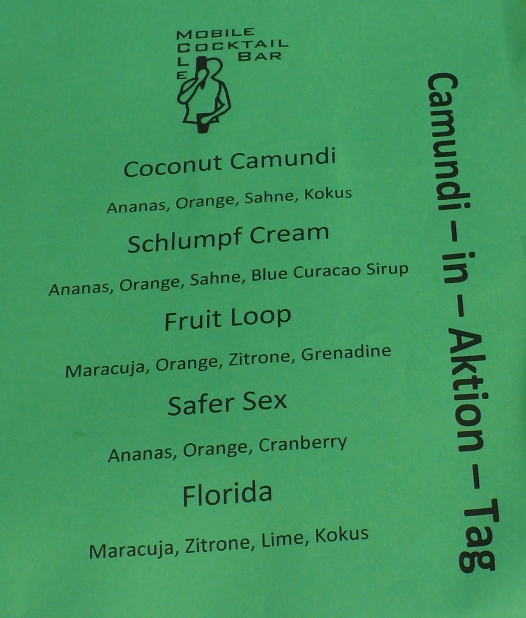 MOBILE
COCKTAIL
L BAR
E
Coconut Camundi
Ananas, Orange, Sahne, Kokus
Schlumpf Cream
Ananas, Orange, Sahne, Blue Curacao Sirup
Fruit Loop
Maracuja, Orange, Zitrone, Grenadine
Safer Sex
Ananas, Orange, Cranberry
Florida
Maracuja, Zitrone, Lime, Kokus
Camundi – in – Aktion – Tag